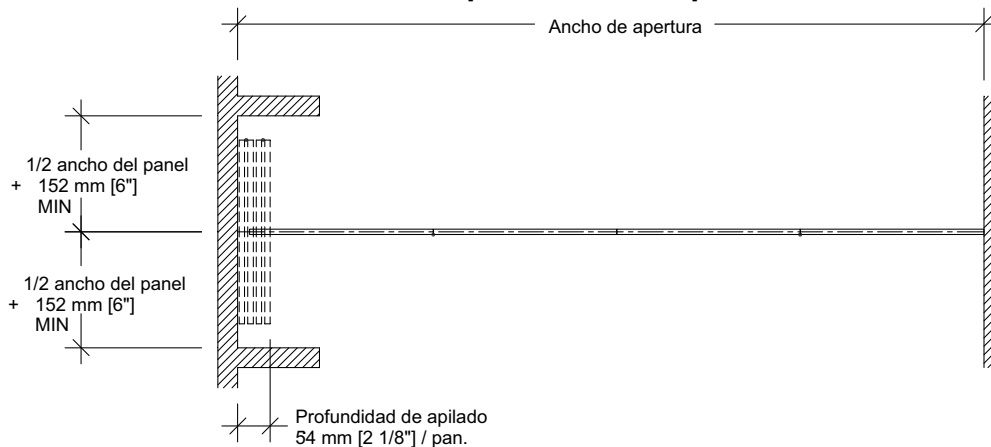 Ancho de apertura
1/2 ancho del panel
+ 152 mm [6"]
MIN
1/2 ancho del panel
+ 152 mm [6"]
MIN
Profundidad de apilado
54 mm [2 1/8"] / pan.